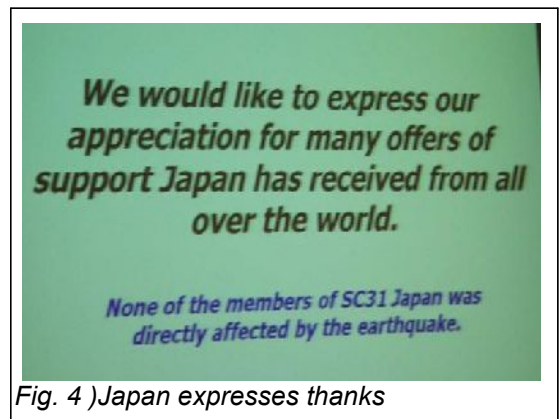 We would like to express our
appreciation for many offers of
support Japan has received from all
over the world.
None of the members of SC31 Japan was
directly affected by the earthquake.
Fig. 4 )Japan expresses thanks